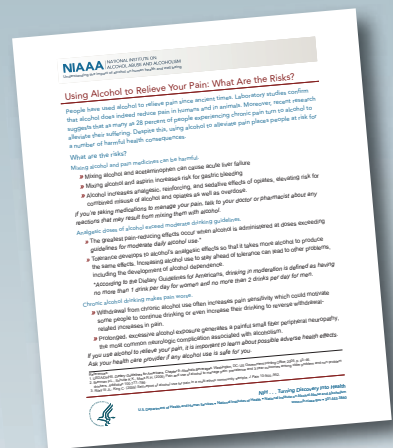 NIAAA | NATIONAL INSTITUTE ON
ALCOHOL ABUSE AND ALCOHOLISM
Understanding the impact of alcohol on human health and well-being
Using Alcohol to Relieve Your Pain: What Are the Risks?
People have used alcohol to relieve pain since ancient times. Laboratory studies confirm
that alcohol does indeed reduce pain in humans and in animals. Moreover, recent research
suggests that as many as 28 percent of people experiencing chronic pain turn to alcohol to
alleviate their suffering. Despite this, using alcohol to alleviate pain places people at risk for
a number of harmful health consequences.
What are the risks?
Mixing alcohol and pain medicines can be harmful.
» Mixing alcohol and acetaminophen can cause acute liver failure
» Mixing alcohol and aspirin increases risk for gastric bleeding
» Alcohol increases analgesic, reinforcing, and sedative effects of opiates, elevating risk for
combined misuse of alcohol and opiates as well as overdose.
If you're taking medications to manage your pain, talk to your doctor or pharmacist about any
reactions that may result from mixing them with alcohol.
Analgesic doses of alcohol exceed moderate drinking guidelines.
» The greatest pain-reducing effects occur when alcohol is administered at doses exceeding
guidelines for moderate daily alcohol use.*
» Tolerance develops to alcohol's analgesic effects so that it takes more alcohol to produce
the same effects. Increasing alcohol use to stay ahead of tolerance can lead to other problems,
including the development of alcohol dependence.
*According to the Dietary Guidelines for Americans, drinking in moderation is defined as having
no more than 1 drink per day for women and no more than 2 drinks per day for men.
Chronic alcohol drinking makes pain worse.
» Withdrawal from chronic alcohol use often increases pain sensitivity which could motivate
some people to continue drinking or even increase their drinking to reverse withdrawal-
related increases in pain.
» Prolonged, excessive alcohol exposure generates a painful small fiber peripheral neuropathy,
the most common neurologic complication associated with alcoholism.
If you use alcohol to relieve your pain, it is important to learn about possible adverse health effects.
Ask your health care provider if any alcohol use is safe for you.
References
NIH . . . Turning Discovery Into Health